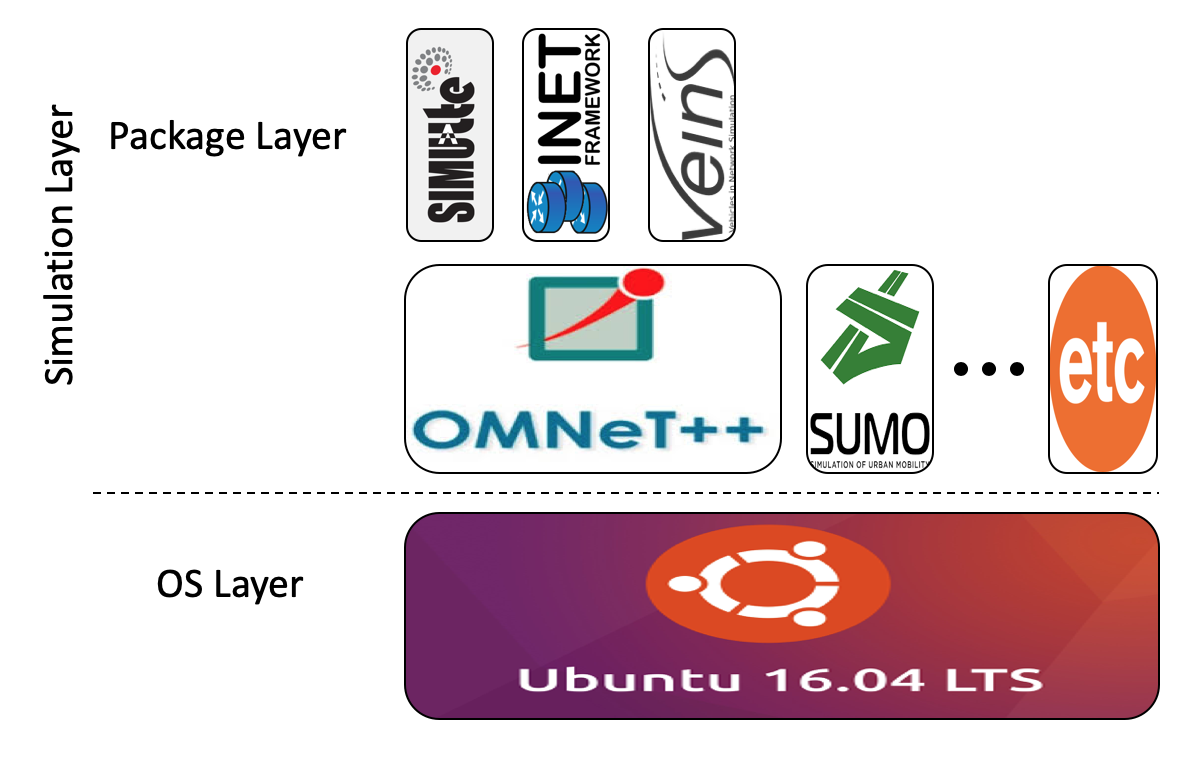 Simulation Layer
Package Layer
SIMULTE
INET
FRAMEWORK
Veins
Vehicles in Network Simulation
OMNeT++
SUMO
SIMULATION OF URBAN MOBILITY
etc
OS Layer
Ubuntu 16.04 LTS